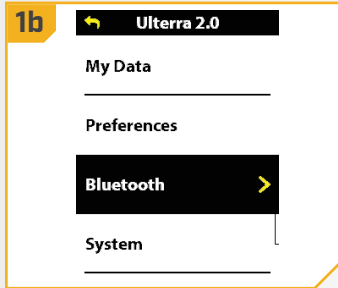 1b
Ulterra 2.0
My Data
Preferences
Bluetooth
System